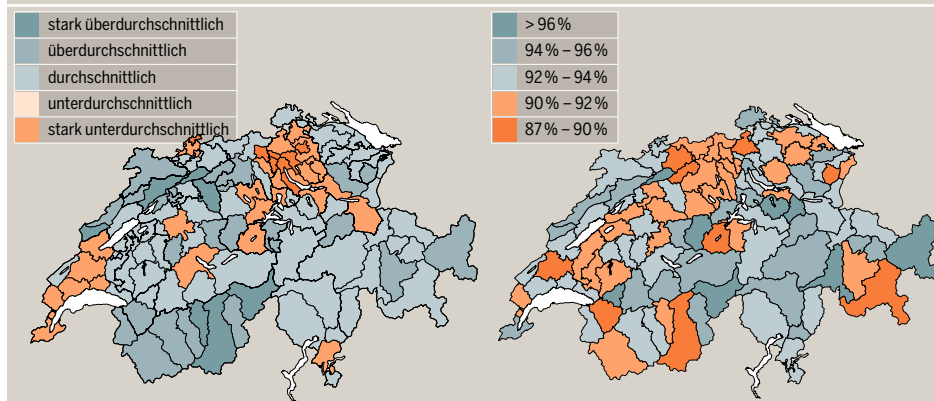 stark überdurchschnittlich
überdurchschnittlich
durchschnittlich
unterdurchschnittlich
stark unterdurchschnittlich
> 96 %
94 % – 96 %
92 % – 94 %
90 % – 92 %
87 % – 90 %